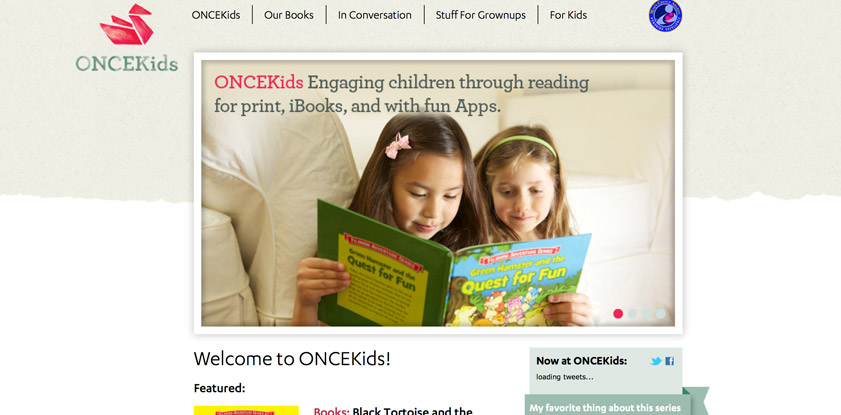 ONCEKids
Our Books
In Conversation
Stuff For Grownups
For Kids
ONCEKids
ONCEKids Engaging children through reading
for print, iBooks, and with fun Apps.
Green Hamster and the
Quest for Fun
Green Hamster and the
Quest for Fun
Welcome to ONCEKids!
Featured:
Books: Black Tortoise and the
Now at ONCEKids:
loading tweets...
My favorite thing about this series